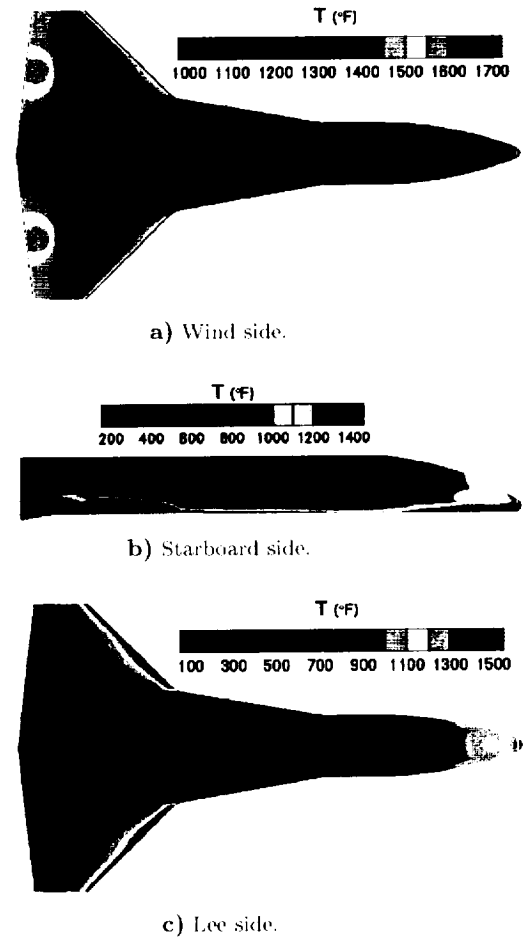 T (°F)
1000 1100 1200 1300 1400 1500 1600 1700
a) Wind side.
T (°F)
200 400 600 800 1000 1200 1400
b) Starboard side.
T (°F)
100 300 500 700 900 1100 1300 1500
c) Lee side.